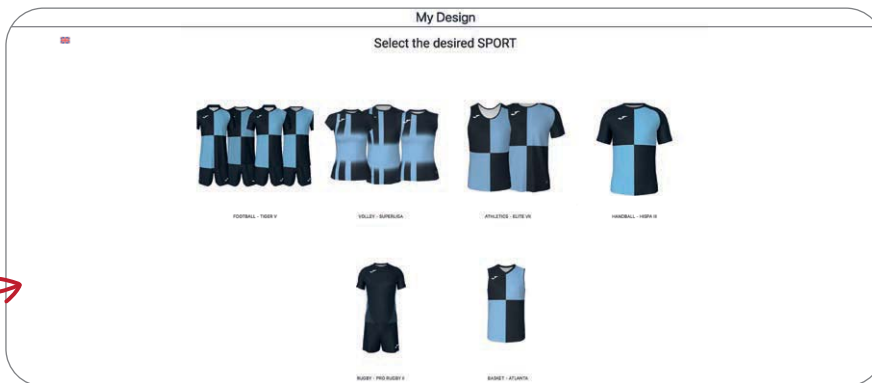 My Design
Select the desired SPORT
FOOTBALL - TIGER V
VOLLEY - SUPERLIGA
ATHLETICS - ELITE VIII
HANDBALL - HISPA III
RUGBY - PRO RUGBY II
BASKET - ATLANTA